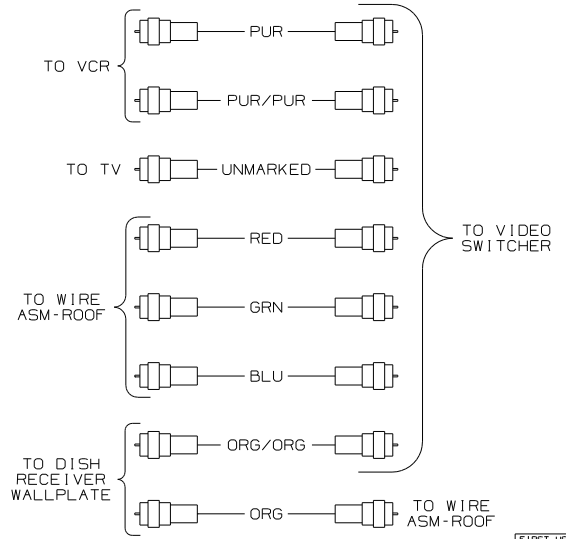 PUR
TO VCR
PUR/PUR
TO TV
UNMARKED
RED
TO VIDEO
SWITCHER
TO WIRE
ASM-ROOF
GRN
BLU
ORG/ORG
TO DISH
RECEIVER
WALLPLATE
ORG
TO WIRE
ASM-ROOF